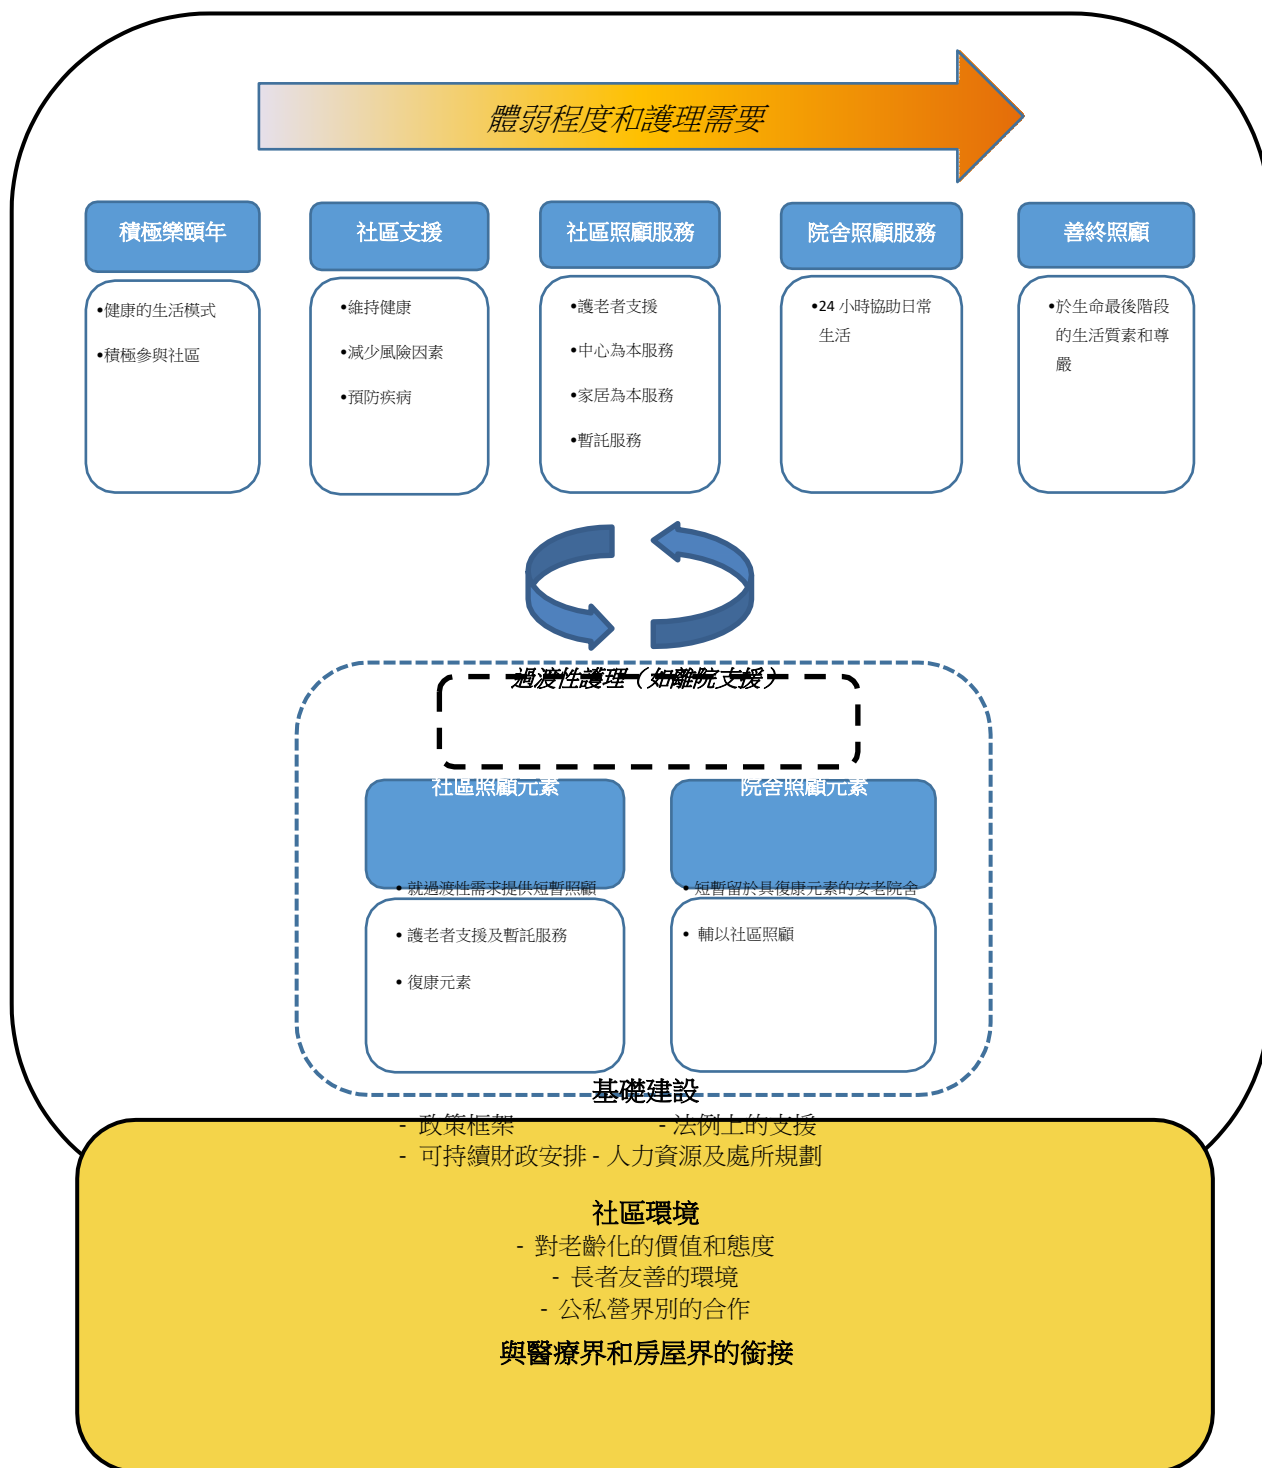 體弱程度和護理需要
積極樂頤年
•健康的生活模式
•積極參與社區
社區支援
•維持健康
•減少風險因素
•預防疾病
社區照顧服務
•護老者支援
•中心為本服務
•家居為本服務
•暫託服務
院舍照顧服務
•24 小時協助日常
生活
善終照顧
•於生命最後階段
的生活質素和尊
嚴
過渡性護理（如離院支援）
社區照顧元素
• 就過渡性需求提供短暫照顧
• 護老者支援及暫託服務
• 復康元素
院舍照顧元素
• 短暫留於具復康元素的安老院舍
• 輔以社區照顧
基礎建設
- 政策框架 - 法例上的支援
- 可持續財政安排 - 人力資源及處所規劃
社區環境
- 對老齡化的價值和態度
- 長者友善的環境
- 公私營界別的合作
與醫療界和房屋界的銜接